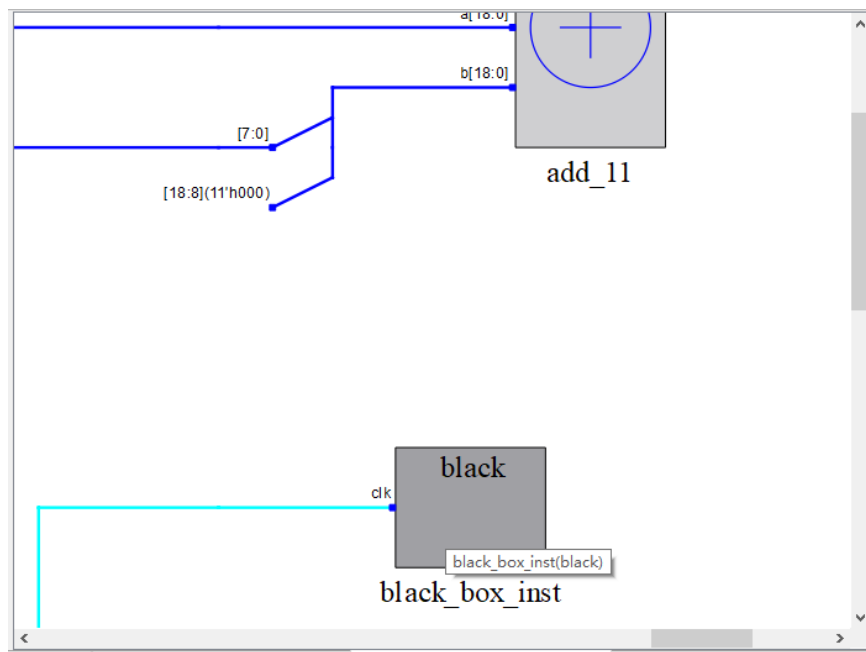 a[18:0]
b[18:0]
[7:0]
[18:8](11'h000)
add_11
black
clk
black_box_inst(black)
black_box_inst